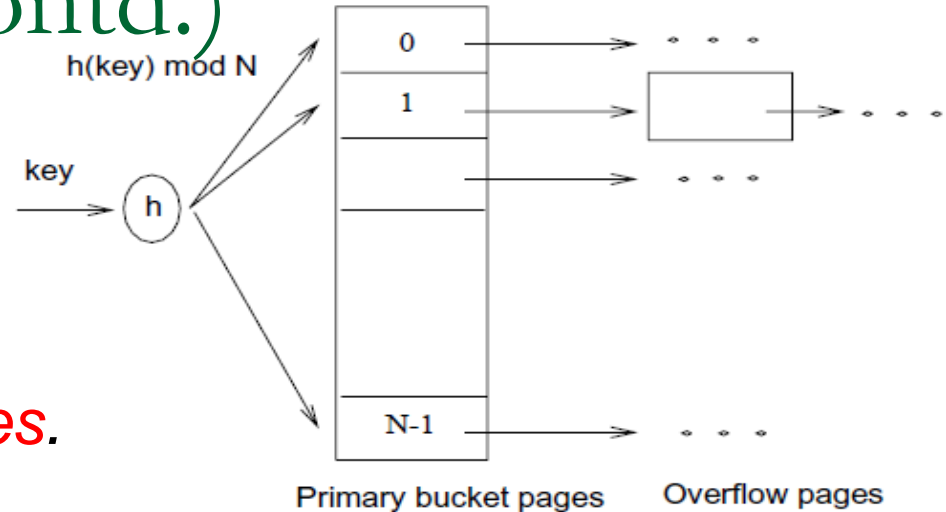 ontd.)
h(key) mod N
key
h
0
1
N-1
es.
Primary bucket pages
Overflow pages